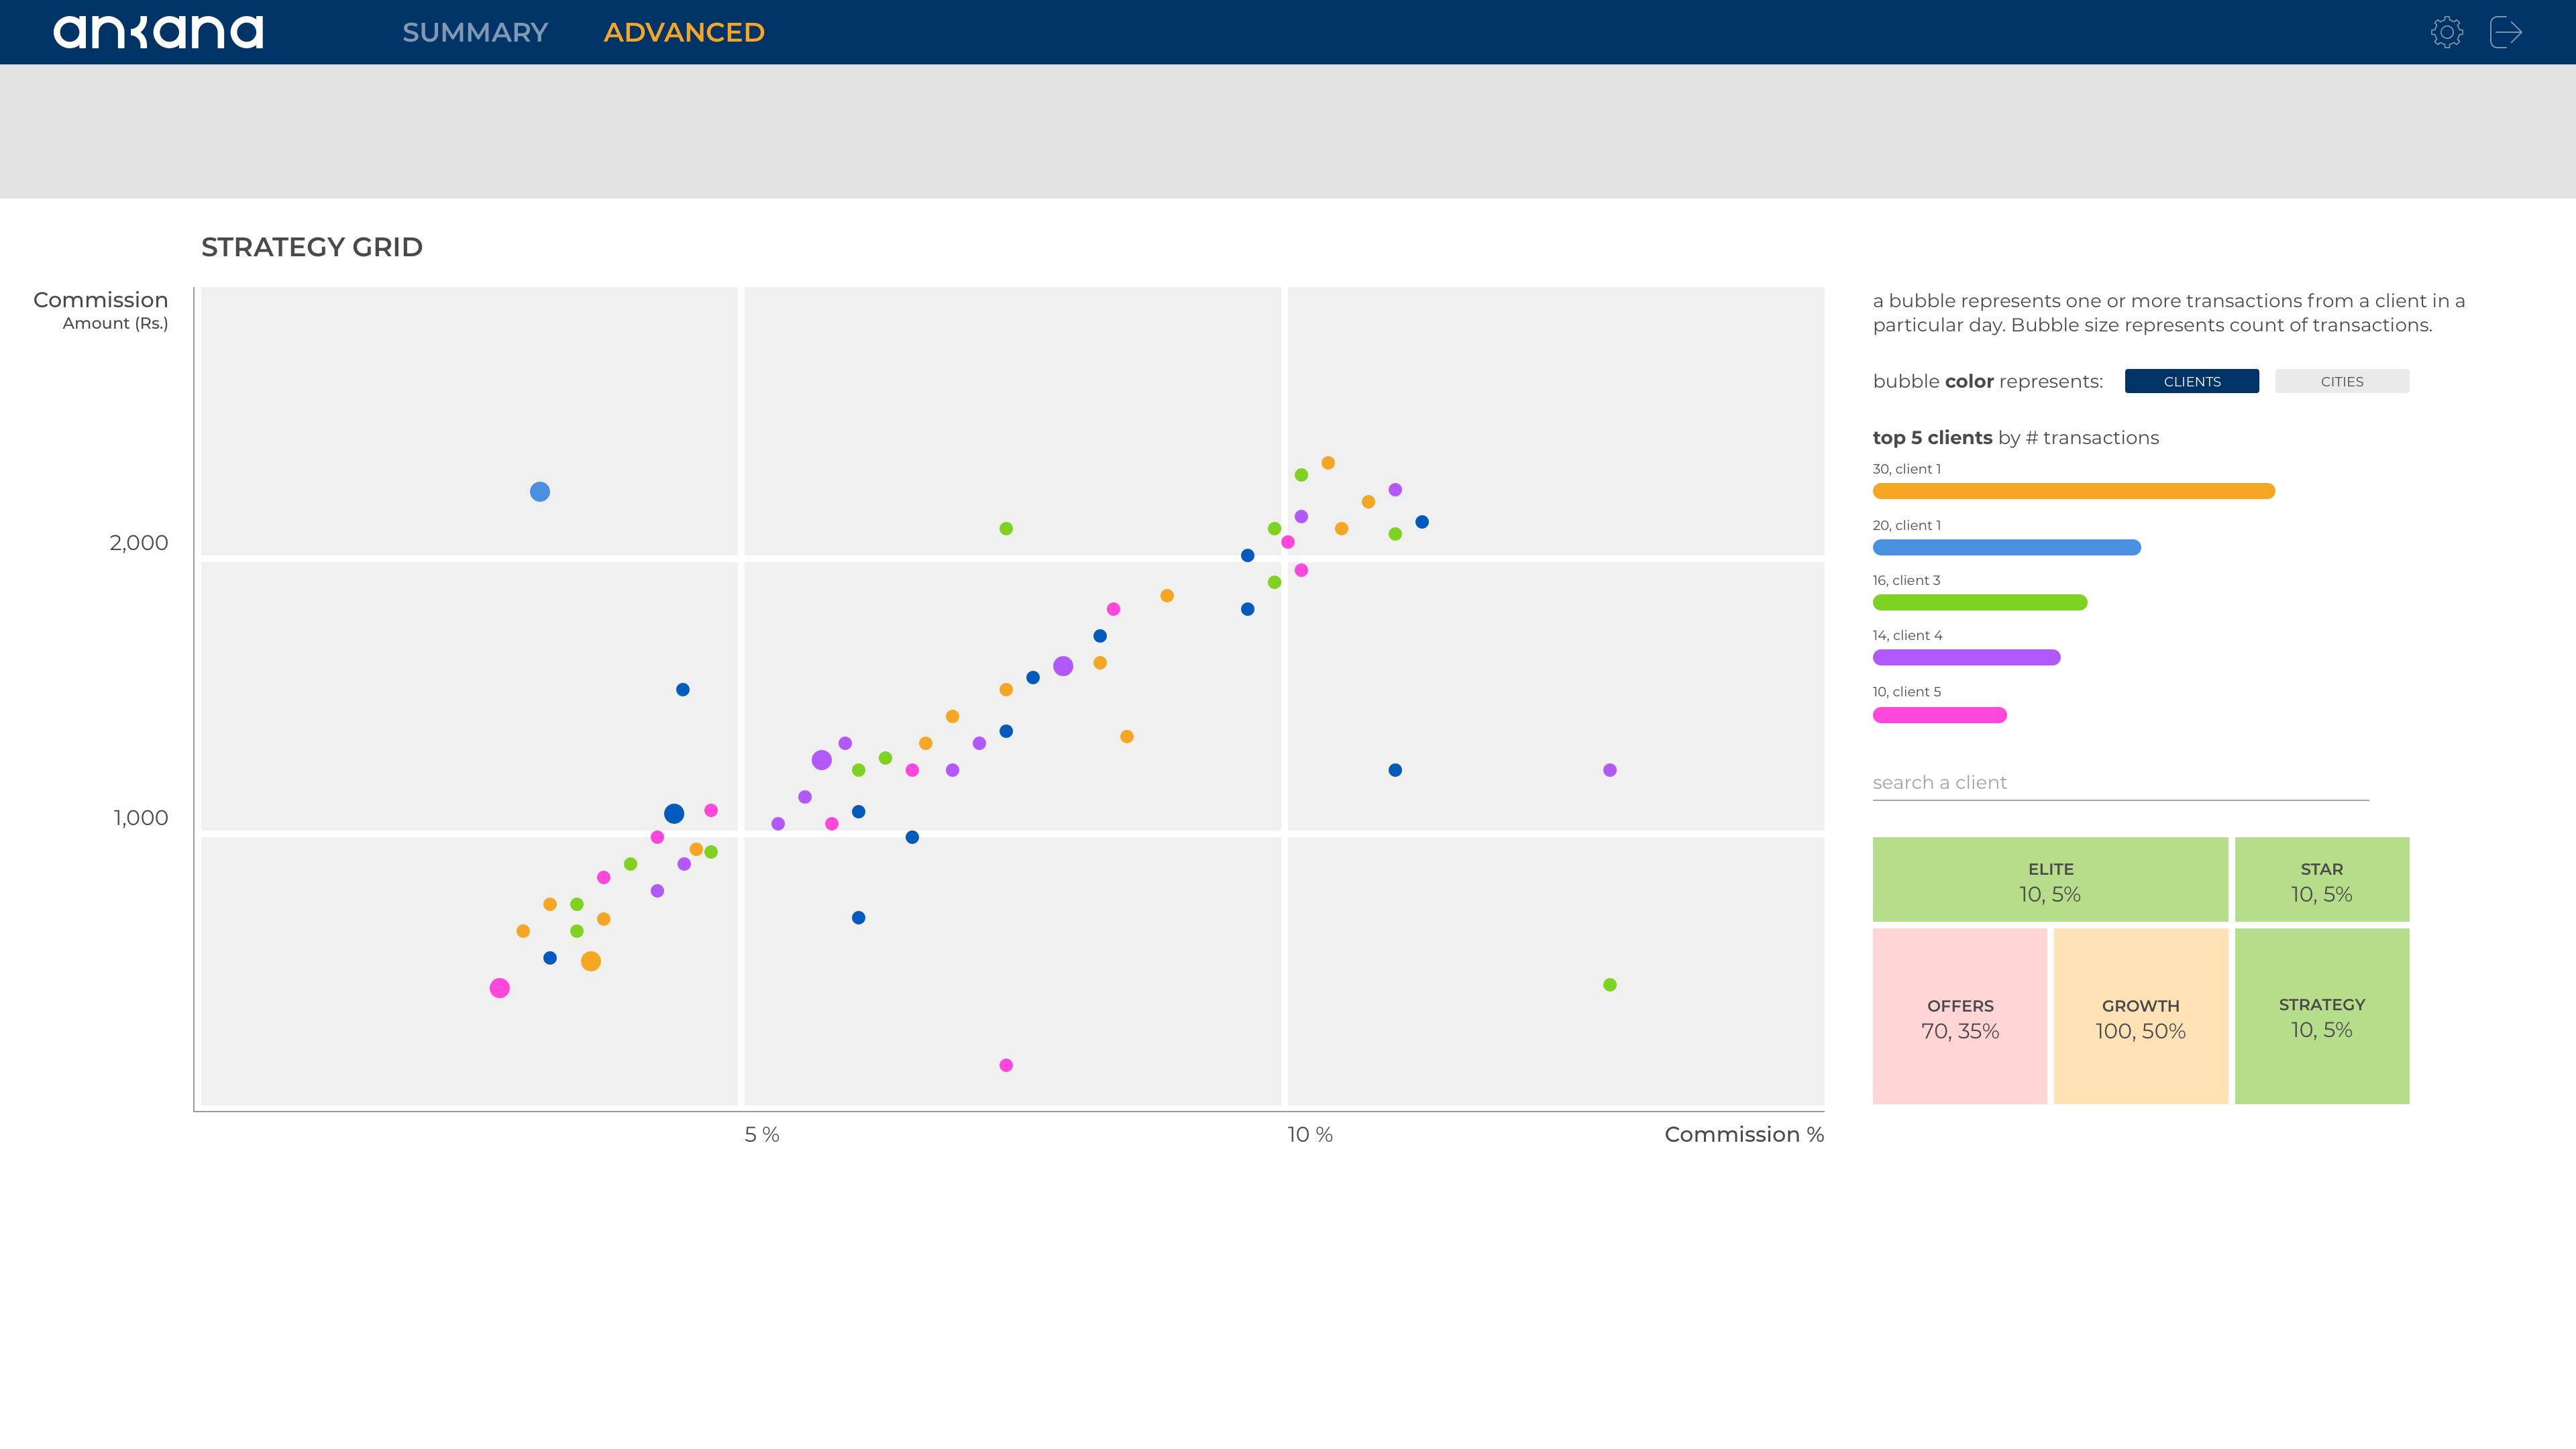 ankana
SUMMARY
ADVANCED
STRATEGY GRID
Commission
Amount (Rs.)
2,000
1,000
5 %
10 %
Commission %
a bubble represents one or more transactions from a client in a
particular day. Bubble size represents count of transactions.
bubble color represents:
CLIENTS
CITIES
top 5 clients by # transactions
30, client 1
20, client 1
16, client 3
14, client 4
10, client 5
search a client
ELITE
10, 5%
STAR
10, 5%
OFFERS
70, 35%
GROWTH
100, 50%
STRATEGY
10, 5%